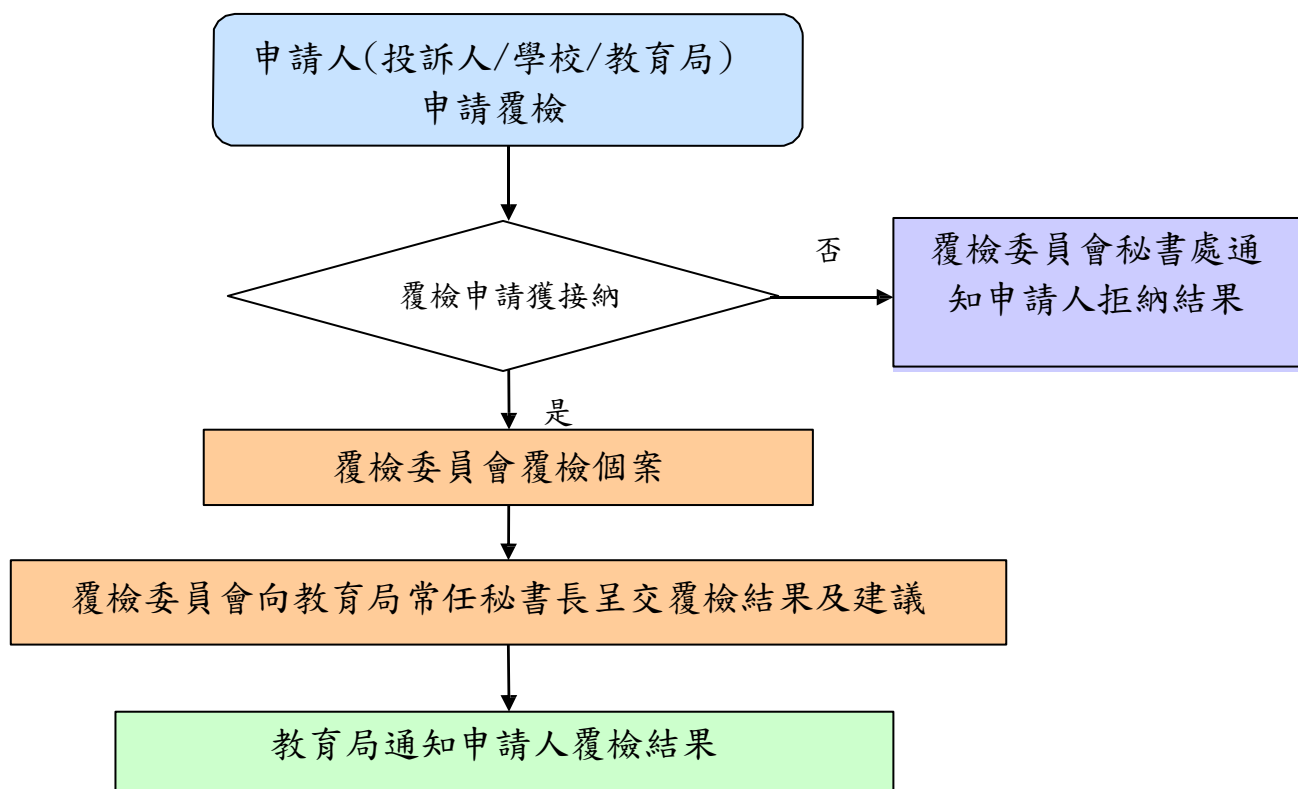 申請人(投訴人/學校/教育局)
申請覆檢
覆檢申請獲接納
否
覆檢委員會秘書處通
知申請人拒納結果
是
覆檢委員會覆檢個案
覆檢委員會向教育局常任秘書長呈交覆檢結果及建議
教育局通知申請人覆檢結果